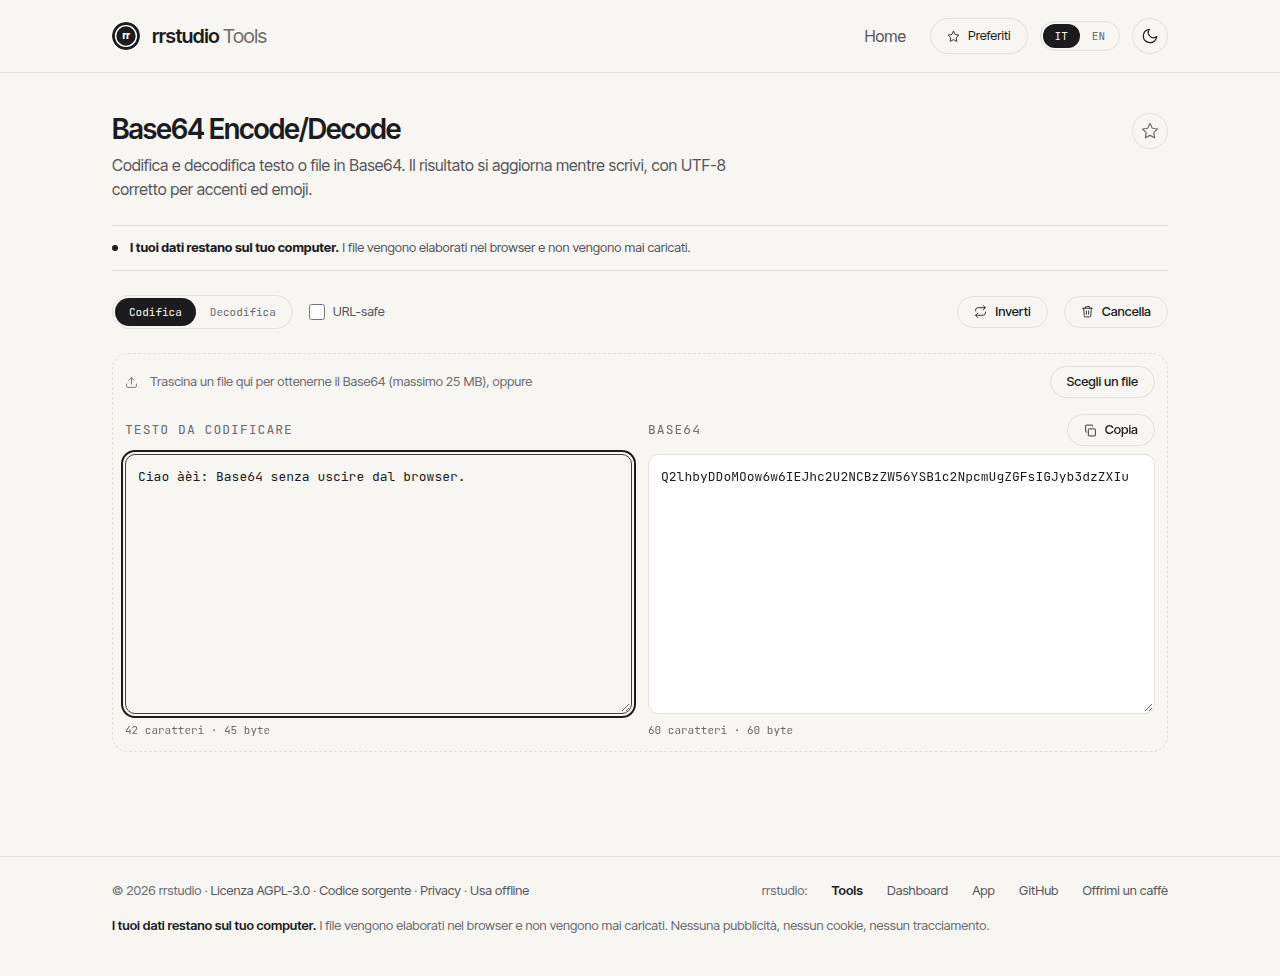 rr rrstudio Tools
Home
Preferiti
IT EN
Base64 Encode/Decode
Codifica e decodifica testo o file in Base64. Il risultato si aggiorna mentre scrivi, con UTF-8
corretto per accenti ed emoji.
I tuoi dati restano sul tuo computer. I file vengono elaborati nel browser e non vengono mai caricati.
Codifica Decodifica
URL-safe
Inverti
Cancella
Trascina un file qui per ottenerne il Base64 (massimo 25 MB), oppure
Scegli un file
TESTO DA CODIFICARE
BASE64
Copia
Ciao àèì: Base64 senza uscire dal browser.
Q2lhbyDDoMOow6w6IEJhc2U2NCBzZW56YSB1c2NpcmUgZGFsIGJyb3dzZXIu
42 caratteri · 45 byte
60 caratteri · 60 byte
© 2026 rrstudio · Licenza AGPL-3.0 · Codice sorgente · Privacy · Usa offline
rrstudio: Tools Dashboard App GitHub Offrimi un caffè
I tuoi dati restano sul tuo computer. I file vengono elaborati nel browser e non vengono mai caricati. Nessuna pubblicità, nessun cookie, nessun tracciamento.